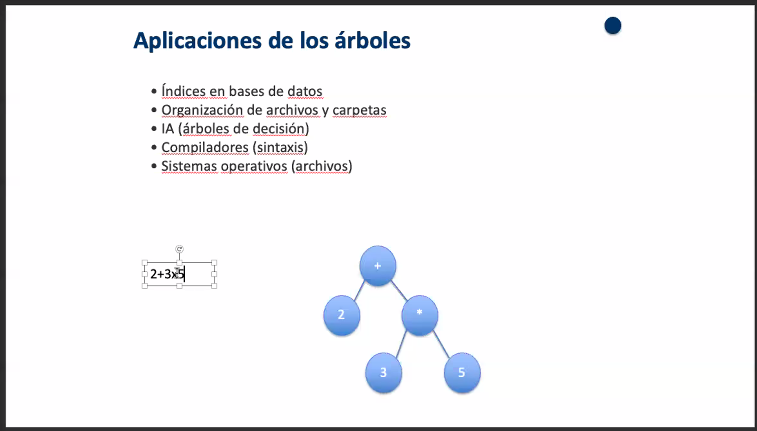 Aplicaciones de los árboles
• Índices en bases de datos
• Organización de archivos y carpetas
• IA (árboles de decisión)
• Compiladores (sintaxis)
• Sistemas operativos (archivos)
2+3x5
+
2
*
3
5